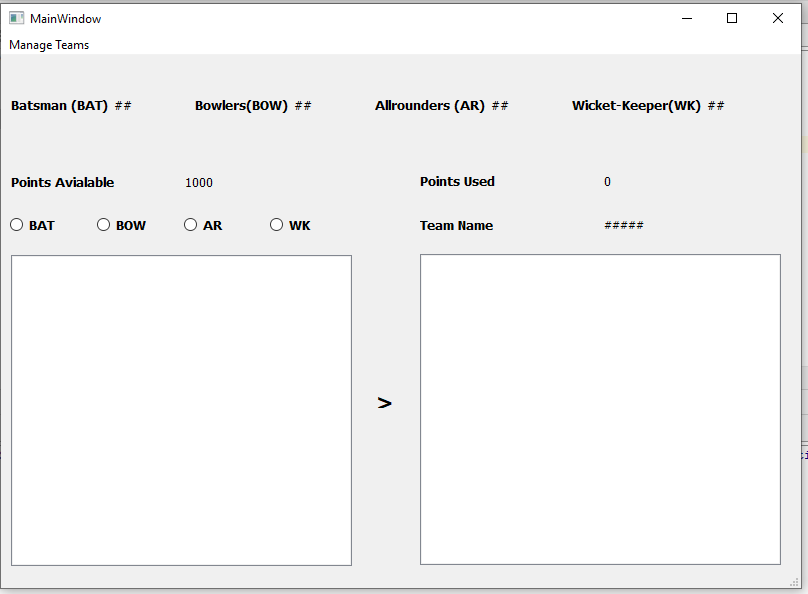 MainWindow
Manage Teams
Batsman (BAT) ## Bowlers(BOW) ## Allrounders (AR) ## Wicket-Keeper(WK) ##
Points Avialable 1000 Points Used 0
BAT BOW AR WK Team Name #####
>